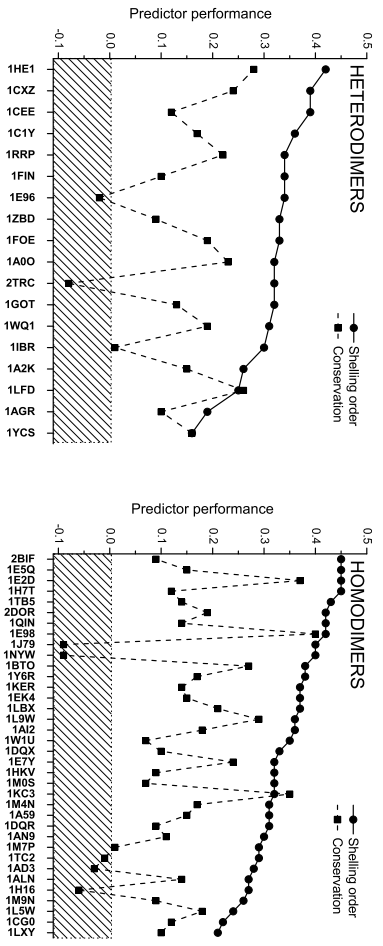 Predictor performance
-0.1
0.0
0.1
0.2
0.3
0.4
0.5
HETERODIMERS
Shelling order
Conservation
1HE1
1CXZ
1CEE
1C1Y
1RRP
1FIN
1E96
1ZBD
1FOE
1A0O
2TRC
1GOT
1WQ1
1IBR
1A2K
1LFD
1AGR
1YCS
Predictor performance
-0.1
0.0
0.1
0.2
0.3
0.4
0.5
HOMODIMERS
Shelling order
Conservation
2BIF
1E5Q
1E2D
1H7T
1TB5
2DOR
1QIN
1E98
1J79
1NYW
1BTO
1Y6R
1KER
1EK4
1LBX
1L9W
1AI2
1W1U
1DQX
1E7Y
1HKV
1M0S
1KC3
1M4N
1A59
1DQR
1AN9
1M7P
1TC2
1AD3
1ALN
1H16
1M9N
1L5W
1CG0
1LXY